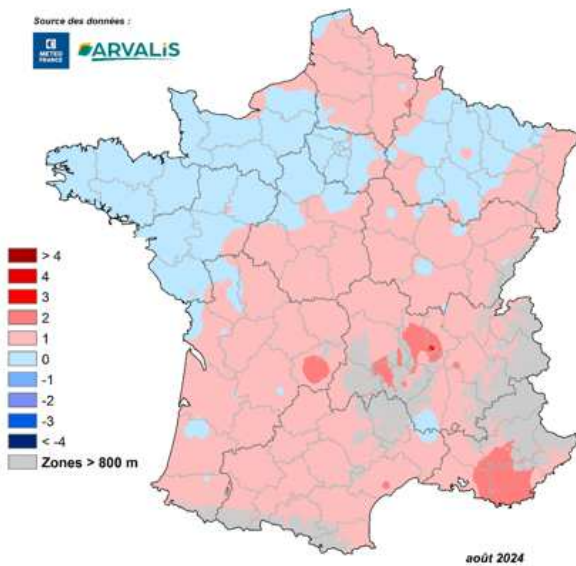 Source des données :
METEO
FRANCE
ARVALIS
> 4
4
3
2
1
0
-1
-2
-3
< -4
Zones > 800 m
août 2024